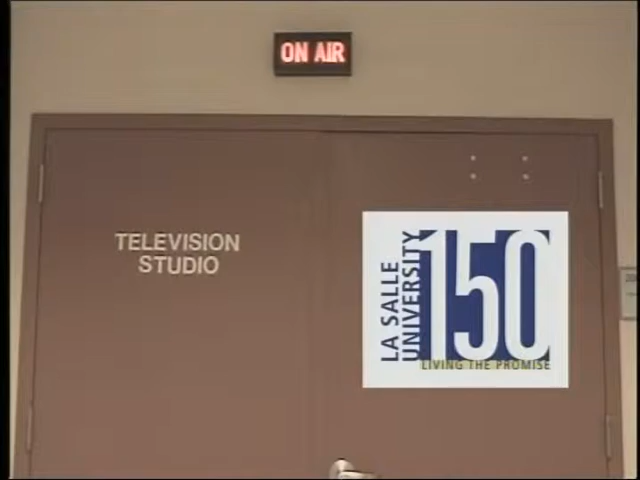 ON AIR
TELEVISION
STUDIO
LA SALLE
UNIVERSITY
150
LIVING THE PROMISE